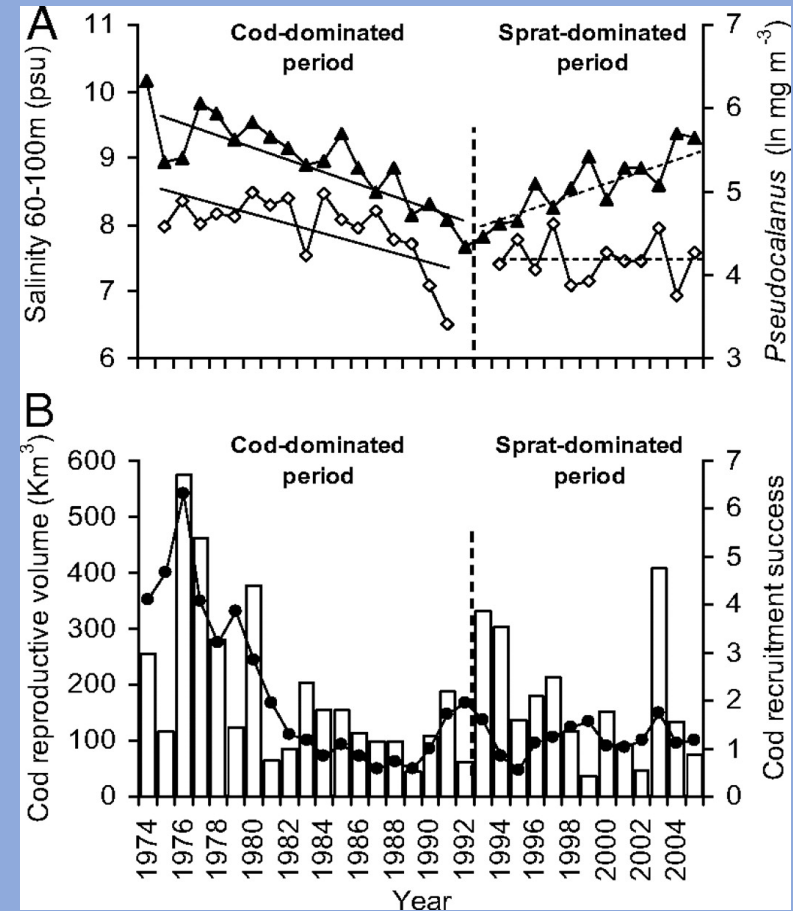 A
Cod-dominated
period
Sprat-dominated
period
Salinity 60-100m (psu)
11
10
9
8
7
6
7
6
5
4
3
Pseudocalanus (ln mg m-3)
B
Cod-dominated
period
Sprat-dominated
period
Cod reproductive volume (Km3)
600
500
400
300
200
100
0
7
6
5
4
3
2
1
0
Cod recruitment success
1974
1976
1978
1980
1982
1984
1986
1988
1990
1992
1994
1996
1998
2000
2002
2004
Year